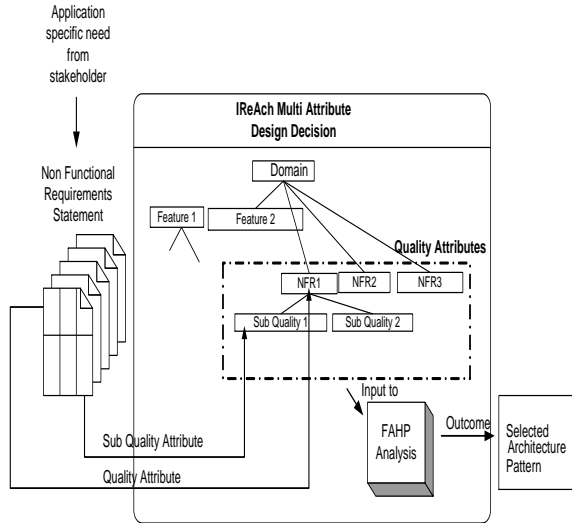 Application
specific need
from
stakeholder
Non Functional
Requirements
Statement
IReAch Multi Attribute
Design Decision
Domain
Feature 1
Feature 2
Quality Attributes
NFR1
NFR2
NFR3
Sub Quality 1
Sub Quality 2
Input to
FAHP
Analysis
Outcome
Selected
Architecture
Pattern
Sub Quality Attribute
Quality Attribute